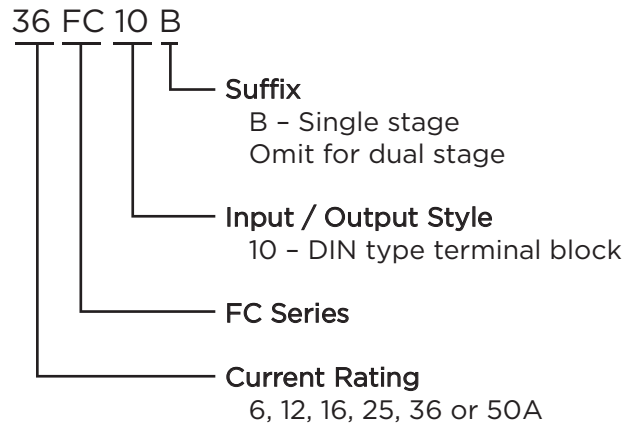 36 FC 10 B
Suffix
B – Single stage
Omit for dual stage
Input / Output Style
10 – DIN type terminal block
FC Series
Current Rating
6, 12, 16, 25, 36 or 50A